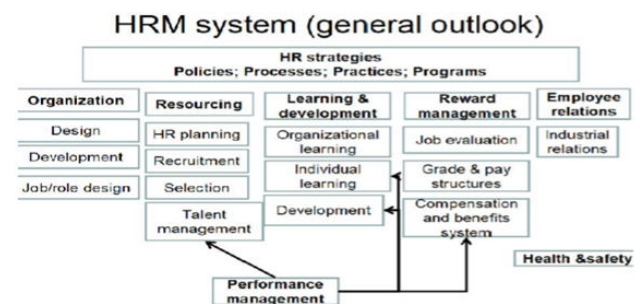 HRM system (general outlook)
HR strategies
Policies; Processes; Practices; Programs
Organization
Design
Development
Job/role design
Resourcing
HR planning
Recruitment
Selection
Talent
management
Learning &
development
Organizational
learning
Individual
learning
Development
Reward
management
Job evaluation
Grade & pay
structures
Compensation
and benefits
system
Employee
relations
Industrial
relations
Health &safety
Performance
management